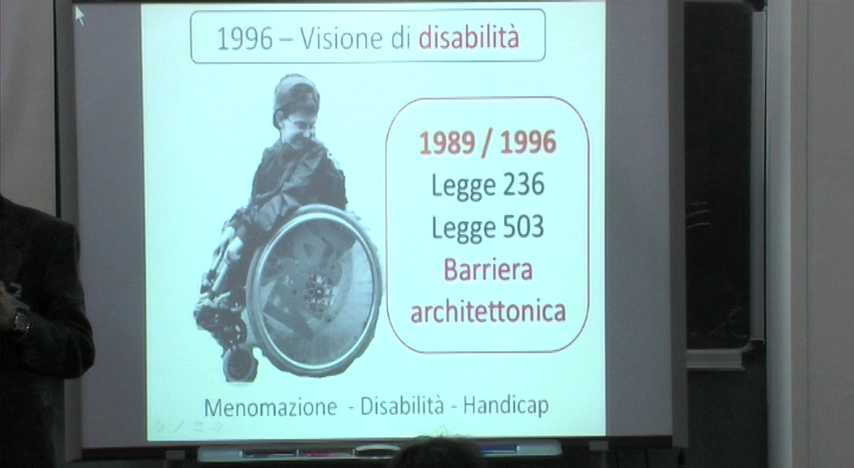 1996 – Visione di disabilità
1989 / 1996
Legge 236
Legge 503
Barriera
architettonica
Menomazione - Disabilità - Handicap